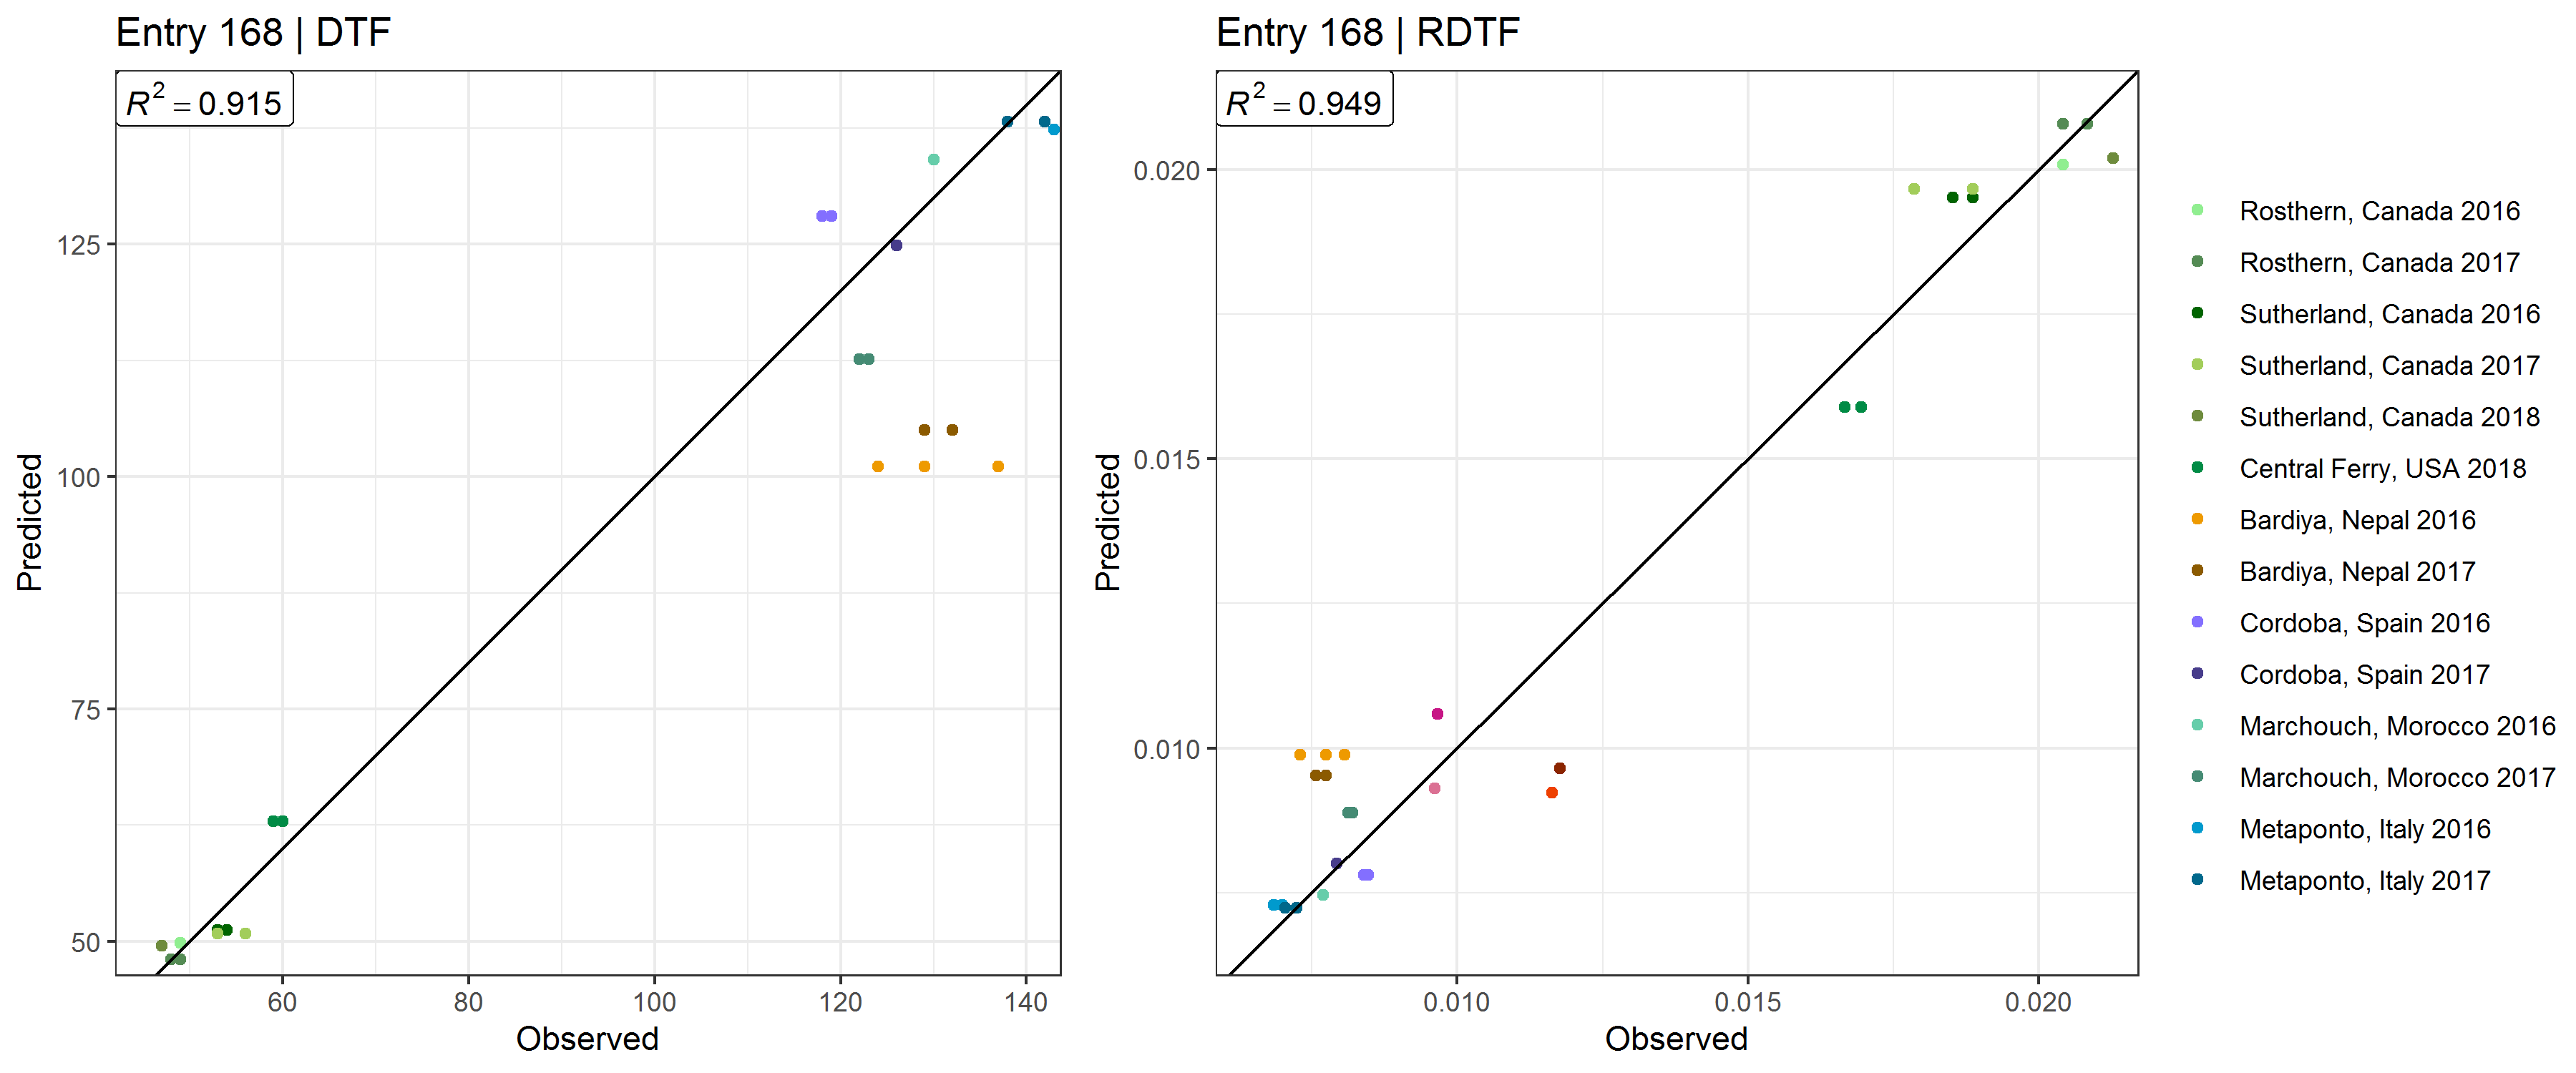 Entry 168 | DTF
R² = 0.915
125
100
75
50
Predicted
60 80 100 120 140
Observed
Entry 168 | RDTF
R² = 0.949
0.020
0.015
0.010
Predicted
0.010 0.015 0.020
Observed
Rosthern, Canada 2016
Rosthern, Canada 2017
Sutherland, Canada 2016
Sutherland, Canada 2017
Sutherland, Canada 2018
Central Ferry, USA 2018
Bardiya, Nepal 2016
Bardiya, Nepal 2017
Cordoba, Spain 2016
Cordoba, Spain 2017
Marchouch, Morocco 2016
Marchouch, Morocco 2017
Metaponto, Italy 2016
Metaponto, Italy 2017